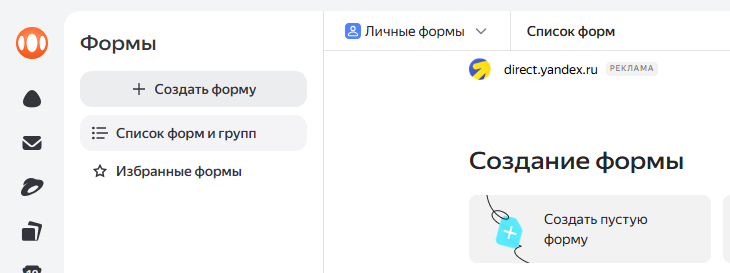 Формы
Создать форму
Список форм и групп
Избранные формы
Личные формы
Список форм
direct.yandex.ru
РЕКЛАМА
Создание формы
Создать пустую
форму